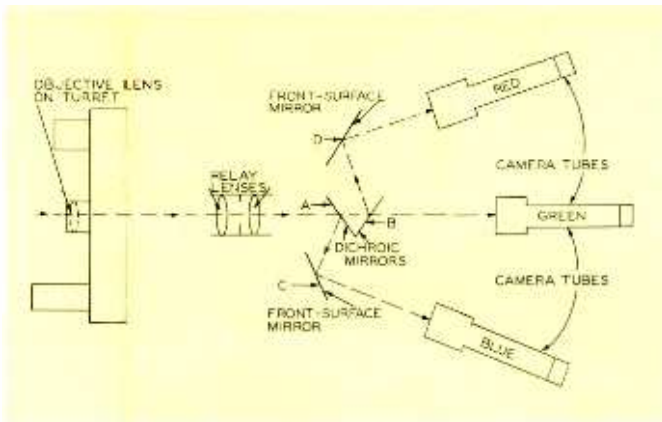 OBJECTIVE LENS
ON TURRET
FRONT-SURFACE
MIRROR
RED
D
RELAY
LENSES
A
CAMERA TUBES
B
GREEN
DICHROIC
MIRRORS
C
CAMERA TUBES
FRONT-SURFACE
MIRROR
BLUE